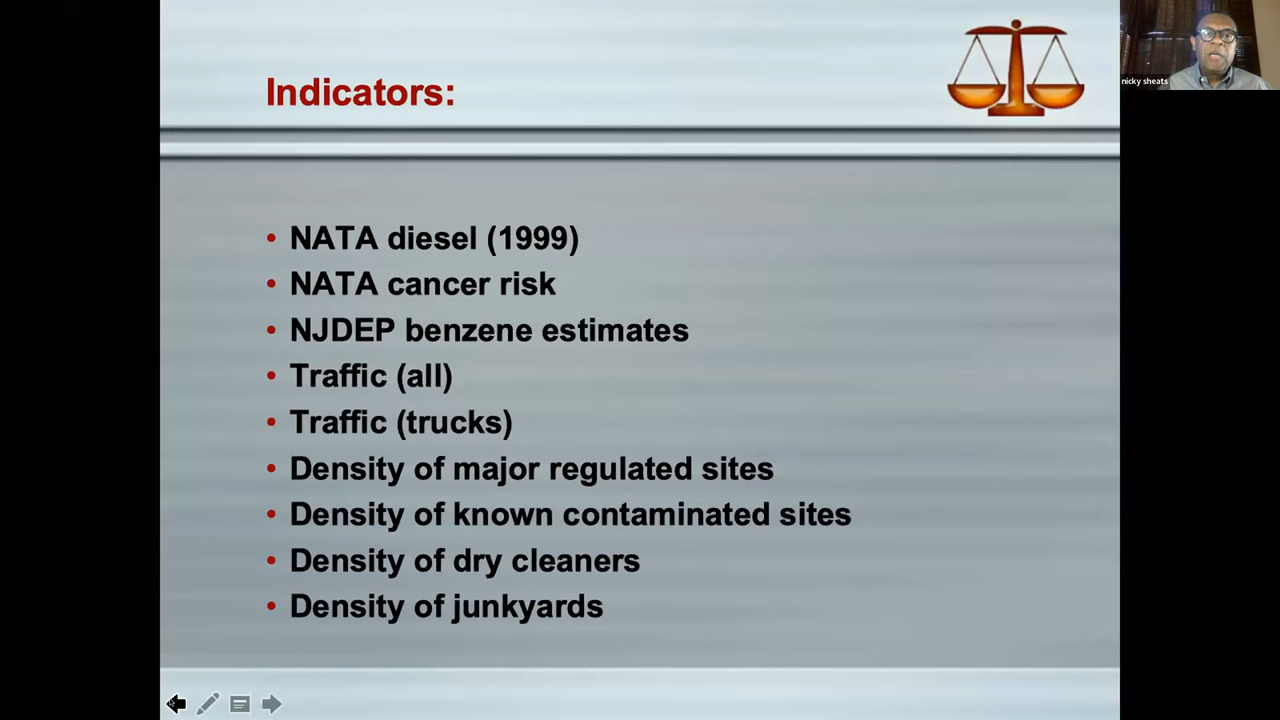 Indicators:
nicky sheats
• NATA diesel (1999)
• NATA cancer risk
• NJDEP benzene estimates
• Traffic (all)
• Traffic (trucks)
• Density of major regulated sites
• Density of known contaminated sites
• Density of dry cleaners
• Density of junkyards